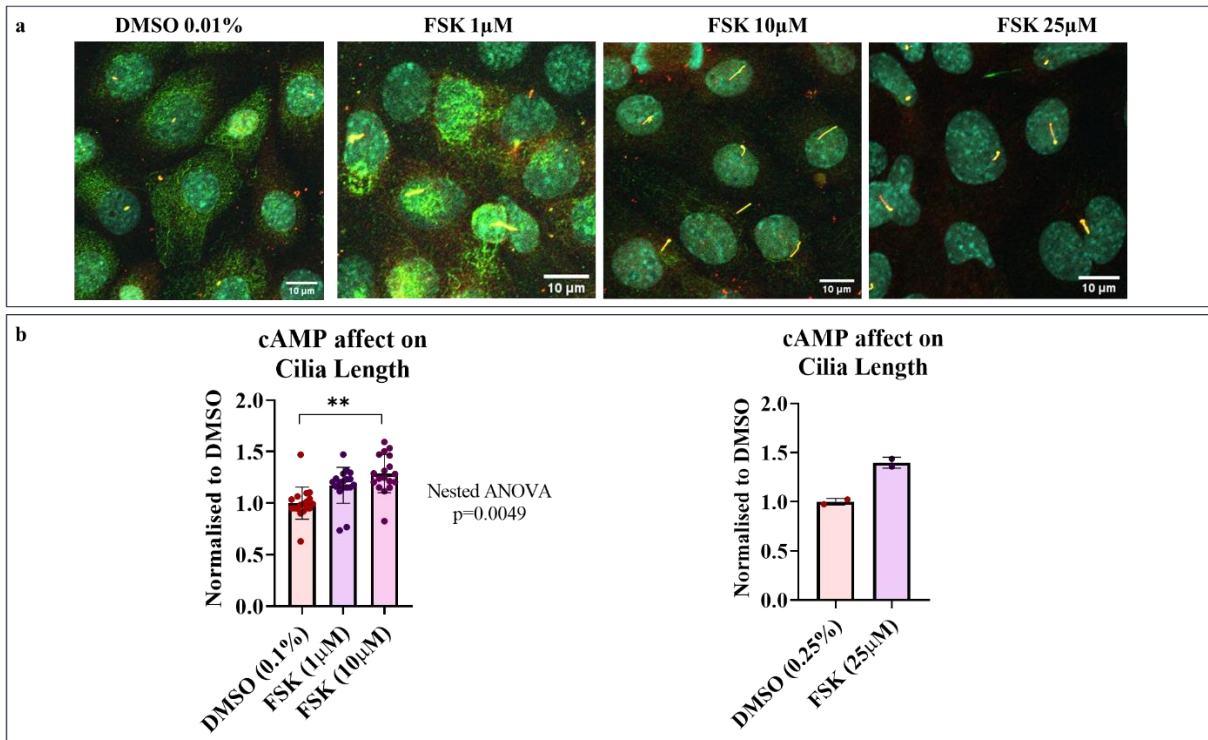 a
DMSO 0.01%
FSK 1µM
FSK 10µM
FSK 25µM
10 µm
10 µm
10 µm
10 µm
b
cAMP affect on
Cilia Length
Normalised to DMSO
2.0
1.5
1.0
0.5
0.0
**
Nested ANOVA
p=0.0049
DMSO (0.1%)
FSK (1µM)
FSK (10µM)
cAMP affect on
Cilia Length
Normalised to DMSO
2.0
1.5
1.0
0.5
0.0
DMSO (0.25%)
FSK (25µM)